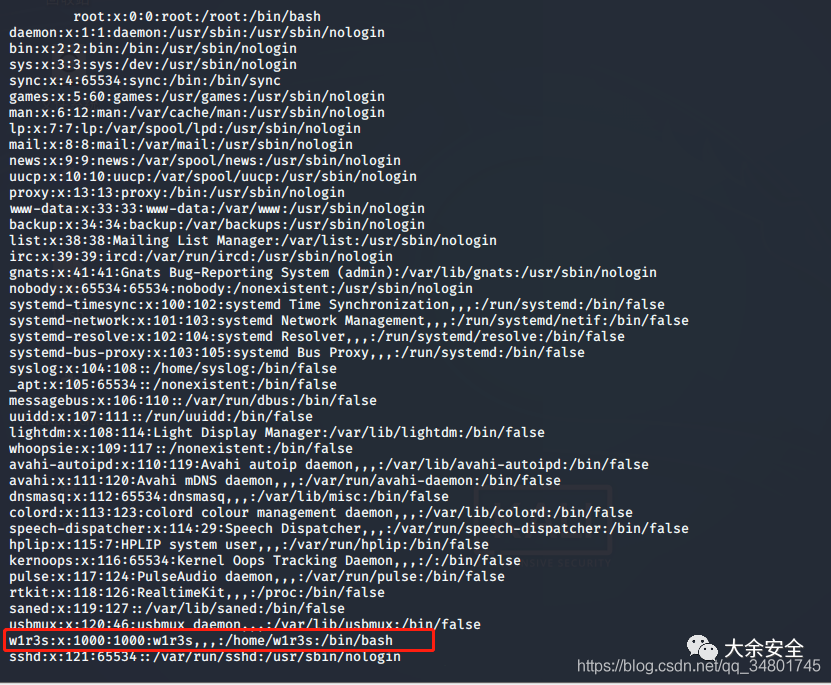 root:x:0:0:root:/root:/bin/bash
daemon:x:1:1:daemon:/usr/sbin:/usr/sbin/nologin
bin:x:2:2:bin:/bin:/usr/sbin/nologin
sys:x:3:3:sys:/dev:/usr/sbin/nologin
sync:x:4:65534:sync:/bin:/bin/sync
games:x:5:60:games:/usr/games:/usr/sbin/nologin
man:x:6:12:man:/var/cache/man:/usr/sbin/nologin
lp:x:7:7:lp:/var/spool/lpd:/usr/sbin/nologin
mail:x:8:8:mail:/var/mail:/usr/sbin/nologin
news:x:9:9:news:/var/spool/news:/usr/sbin/nologin
uucp:x:10:10:uucp:/var/spool/uucp:/usr/sbin/nologin
proxy:x:13:13:proxy:/bin:/usr/sbin/nologin
www-data:x:33:33:www-data:/var/www:/usr/sbin/nologin
backup:x:34:34:backup:/var/backups:/usr/sbin/nologin
list:x:38:38:Mailing List Manager:/var/list:/usr/sbin/nologin
irc:x:39:39:ircd:/var/run/ircd:/usr/sbin/nologin
gnats:x:41:41:Gnats Bug-Reporting System (admin):/var/lib/gnats:/usr/sbin/nologin
nobody:x:65534:65534:nobody:/nonexistent:/usr/sbin/nologin
systemd-timesync:x:100:102:systemd Time Synchronization,,,:/run/systemd:/bin/false
systemd-network:x:101:103:systemd Network Management,,,:/run/systemd/netif:/bin/false
systemd-resolve:x:102:104:systemd Resolver,,,:/run/systemd/resolve:/bin/false
systemd-bus-proxy:x:103:105:systemd Bus Proxy,,,:/run/systemd:/bin/false
syslog:x:104:108::/home/syslog:/bin/false
_apt:x:105:65534::/nonexistent:/bin/false
messagebus:x:106:110::/var/run/dbus:/bin/false
uuidd:x:107:111::/run/uuidd:/bin/false
lightdm:x:108:114:Light Display Manager:/var/lib/lightdm:/bin/false
whoopsie:x:109:117::/nonexistent:/bin/false
avahi-autoipd:x:110:119:Avahi autoip daemon,,,:/var/lib/avahi-autoipd:/bin/false
avahi:x:111:120:Avahi mDNS daemon,,,:/var/run/avahi-daemon:/bin/false
dnsmasq:x:112:65534:dnsmasq,,,:/var/lib/misc:/bin/false
colord:x:113:123:colord colour management daemon,,,:/var/lib/colord:/bin/false
speech-dispatcher:x:114:29:Speech Dispatcher,,,:/var/run/speech-dispatcher:/bin/false
hplip:x:115:7:HPLIP system user,,,:/var/run/hplip:/bin/false
kernoops:x:116:65534:Kernel Oops Tracking Daemon,,,:/:/bin/false
pulse:x:117:124:PulseAudio daemon,,,:/var/run/pulse:/bin/false
rtkit:x:118:126:RealtimeKit,,,:/proc:/bin/false
saned:x:119:127::/var/lib/saned:/bin/false
usbmux:x:120:46:usbmux daemon,,,:/var/lib/usbmux:/bin/false
w1r3s:x:1000:1000:w1r3s,,,:/home/w1r3s:/bin/bash
sshd:x:121:65534::/var/run/sshd:/usr/sbin/nologin
大余安全
https://blog.csdn.net/qq_34801745